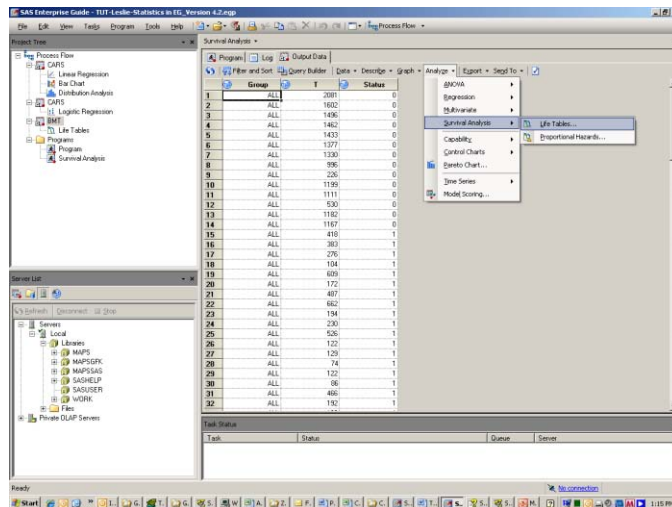 SAS Enterprise Guide - TUT-Leslie-Statistics in EG_Version 4.2.egp
File Edit View Tasks Program Tools Help
Process Flow
Project Tree
Process Flow
CARS
Linear Regression
Bar Chart
Distribution Analysis
CARS
Logistic Regression
BMT
Life Tables
Programs
Program
Survival Analysis
Server List
Refresh Disconnect Stop
Servers
Local
Libraries
MAPS
MAPSGFK
MAPSSAS
SASHELP
SASUSER
WORK
Files
Private OLAP Servers
Survival Analysis
Program Log Output Data
Filter and Sort Query Builder Data Describe Graph Analyze Export Send To
Group T Status
1 ALL 2081 0
2 ALL 1602 0
3 ALL 1496 0
4 ALL 1462 0
5 ALL 1433 0
6 ALL 1377 0
7 ALL 1330 0
8 ALL 996 0
9 ALL 226 0
10 ALL 1199 0
11 ALL 1111 0
12 ALL 530 0
13 ALL 1182 0
14 ALL 1167 0
15 ALL 418 1
16 ALL 383 1
17 ALL 276 1
18 ALL 104 1
19 ALL 609 1
20 ALL 172 1
21 ALL 487 1
22 ALL 662 1
23 ALL 194 1
24 ALL 230 1
25 ALL 526 1
26 ALL 122 1
27 ALL 129 1
28 ALL 74 1
29 ALL 122 1
30 ALL 86 1
31 ALL 466 1
32 ALL 192 1
ANOVA
Regression
Multivariate
Survival Analysis
Capability
Control Charts
Pareto Chart...
Time Series
Model Scoring...
Life Tables...
Proportional Hazards...
Task Status
Task Status Queue Server
Ready
No connection
Start
1:15 PM